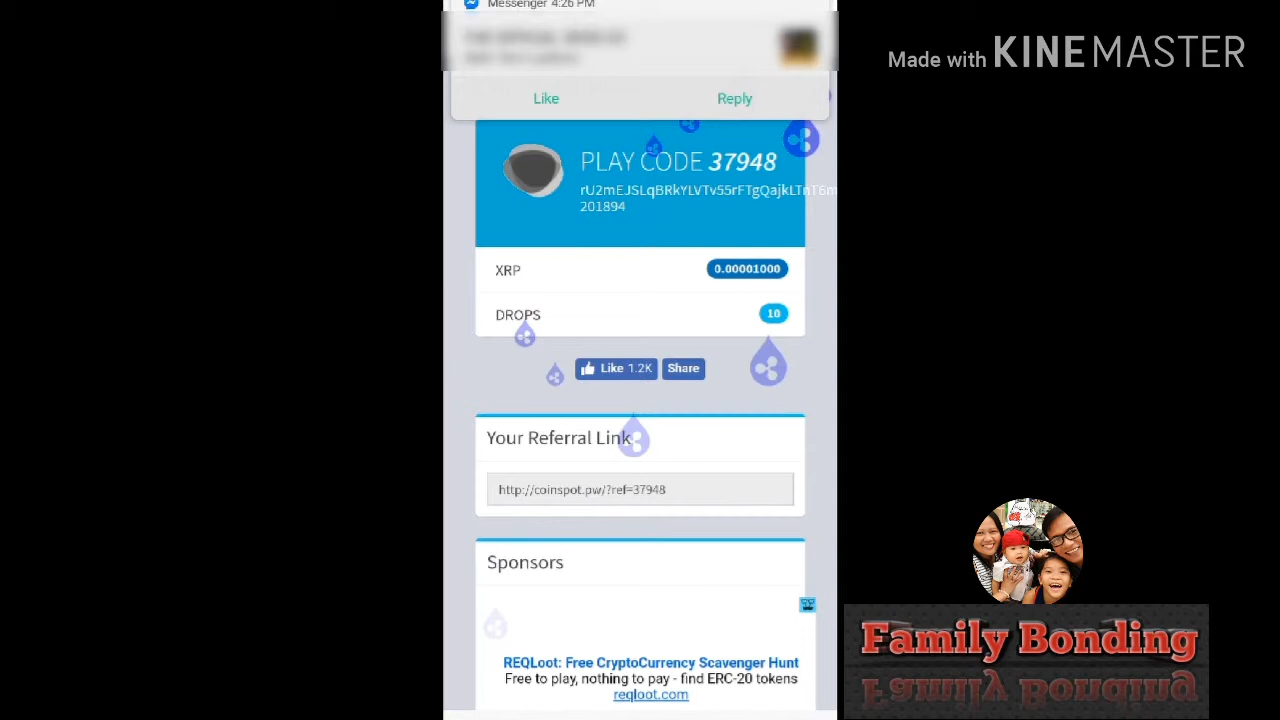 Messenger 4:26 PM
Made with KINEMASTER
Like
Reply
PLAY CODE 37948
rU2mEJSLqBRkYLVTv55rFTgQajkLTnT6m
201894
XRP
0.00001000
DROPS
10
Like 1.2K
Share
Your Referral Link
http://coinspot.pw/?ref=37948
Sponsors
REQLoot: Free CryptoCurrency Scavenger Hunt
Free to play, nothing to pay - find ERC-20 tokens
reqloot.com
Family Bonding